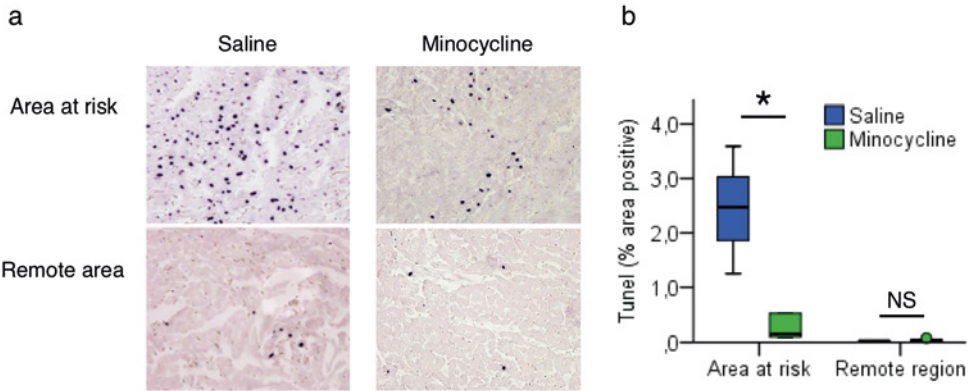 a
Saline Minocycline
Area at risk
Remote area
b
*
Saline
Minocycline
NS
Tunel (% area positive)
4,0
3,0
2,0
1,0
,0
Area at risk Remote region